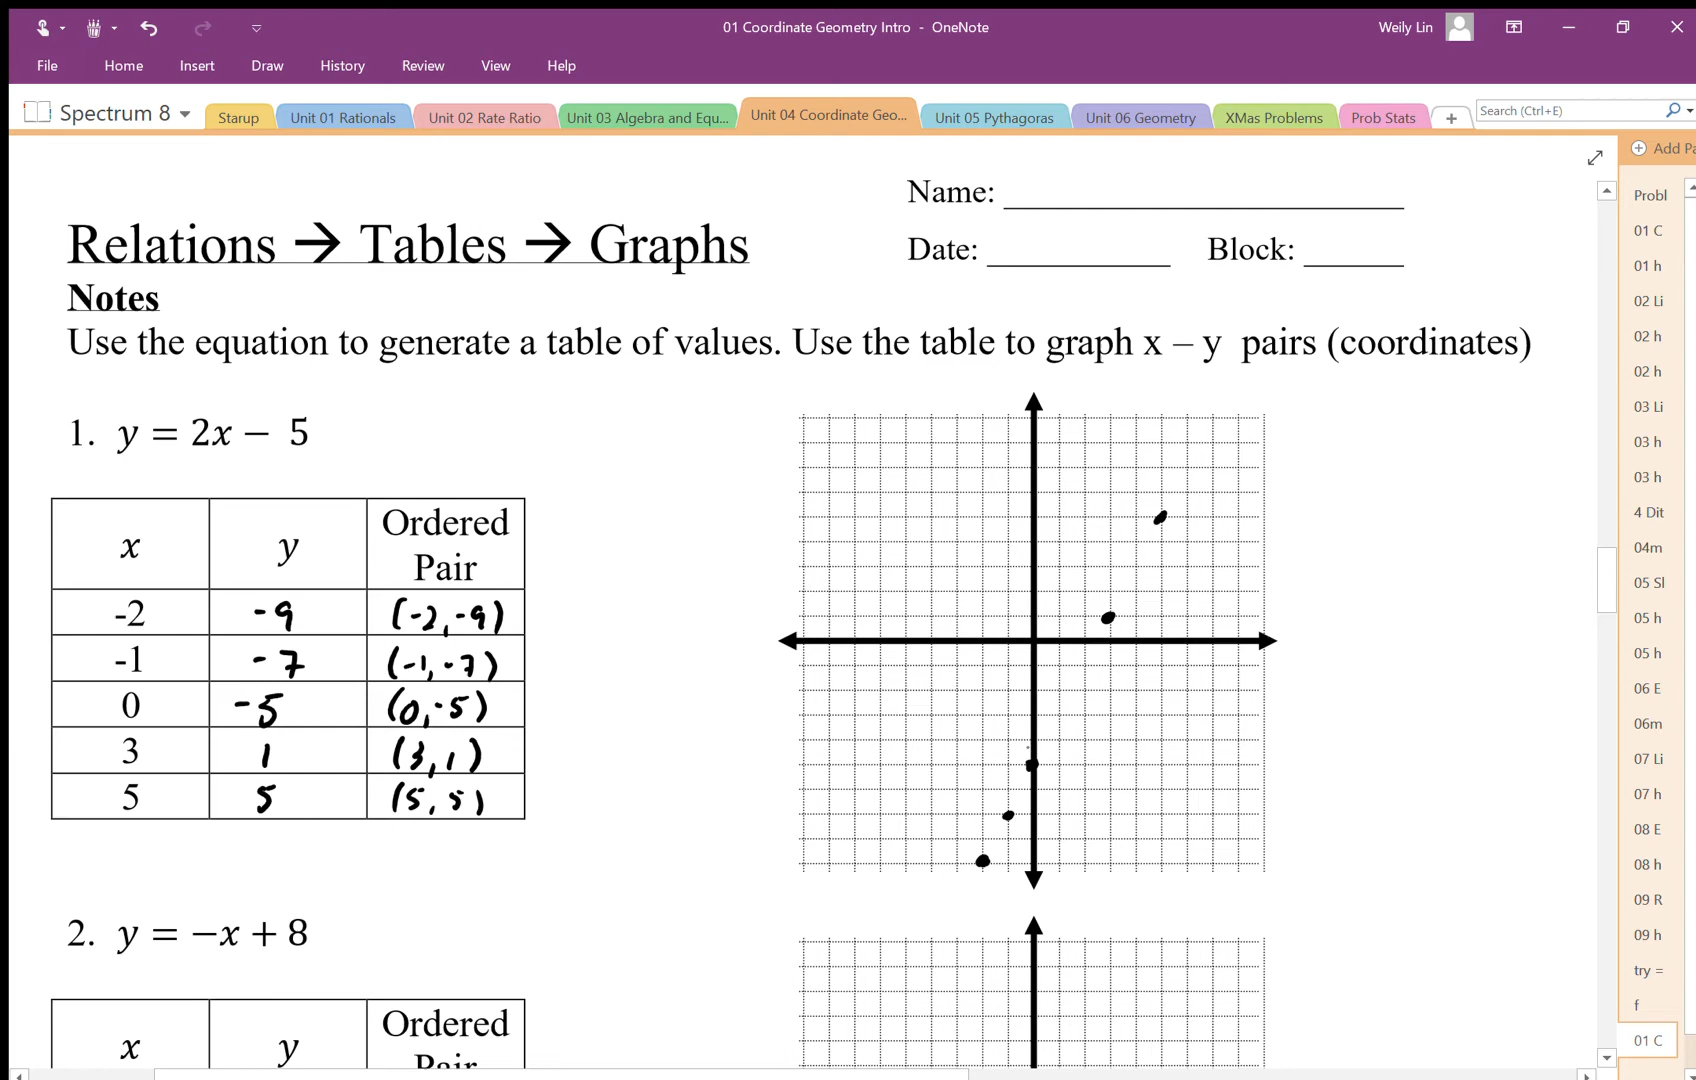 01 Coordinate Geometry Intro - OneNote
Weily Lin
File Home Insert Draw History Review View Help
Spectrum 8
Starup
Unit 01 Rationals
Unit 02 Rate Ratio
Unit 03 Algebra and Equ...
Unit 04 Coordinate Geo...
Unit 05 Pythagoras
Unit 06 Geometry
XMas Problems
Prob Stats
+
Search (Ctrl+E)
Name: ____________
Date: ____________ Block: ______
Relations → Tables → Graphs
Notes
Use the equation to generate a table of values. Use the table to graph x – y pairs (coordinates)
1. y = 2x − 5
x y Ordered Pair
-2 -9 (-2,-9)
-1 -7 (-1,-7)
0 -5 (0,-5)
3 1 (3,1)
5 5 (5,5)
2. y = −x + 8
x y Ordered
Pair
Add Pa
Probl
01 C
01 h
02 Li
02 h
02 h
03 Li
03 h
03 h
4 Dit
04m
05 Sl
05 h
05 h
06 E
06m
07 Li
07 h
08 E
08 h
09 R
09 h
try =
f
01 C